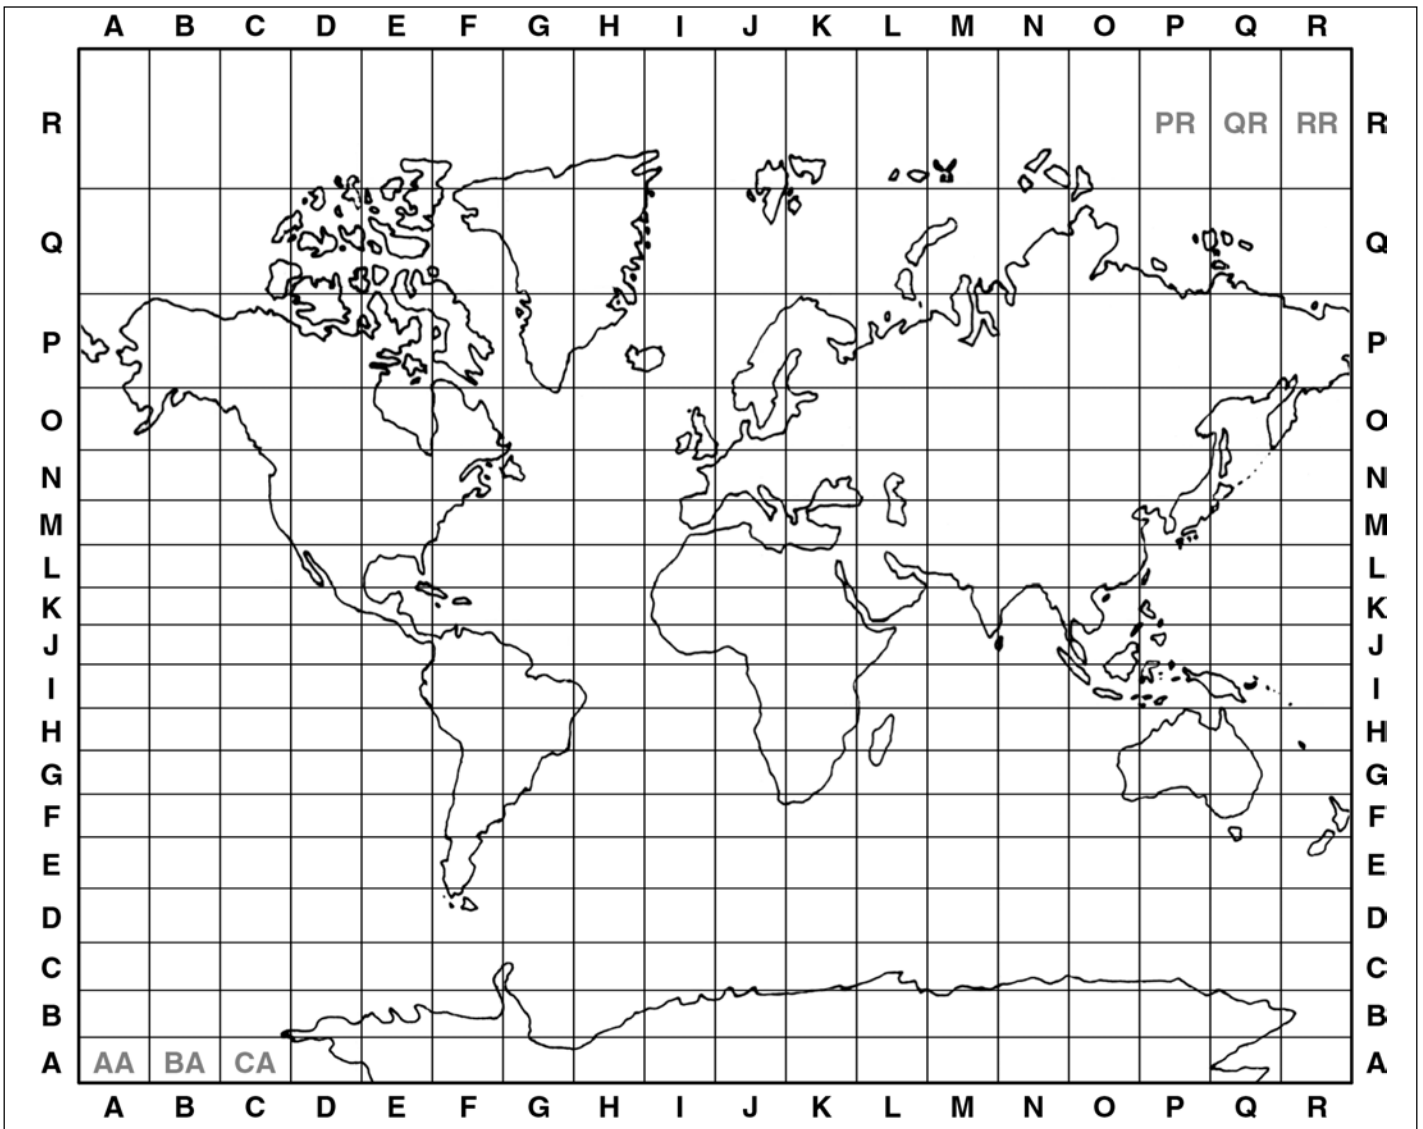 A B C D E F G H I J K L M N O P Q R
R PR QR RR R
Q Q
P P
O O
N N
M M
L L
K K
J J
I I
H H
G G
F F
E E
D D
C C
B B
A AA BA CA A
A B C D E F G H I J K L M N O P Q R